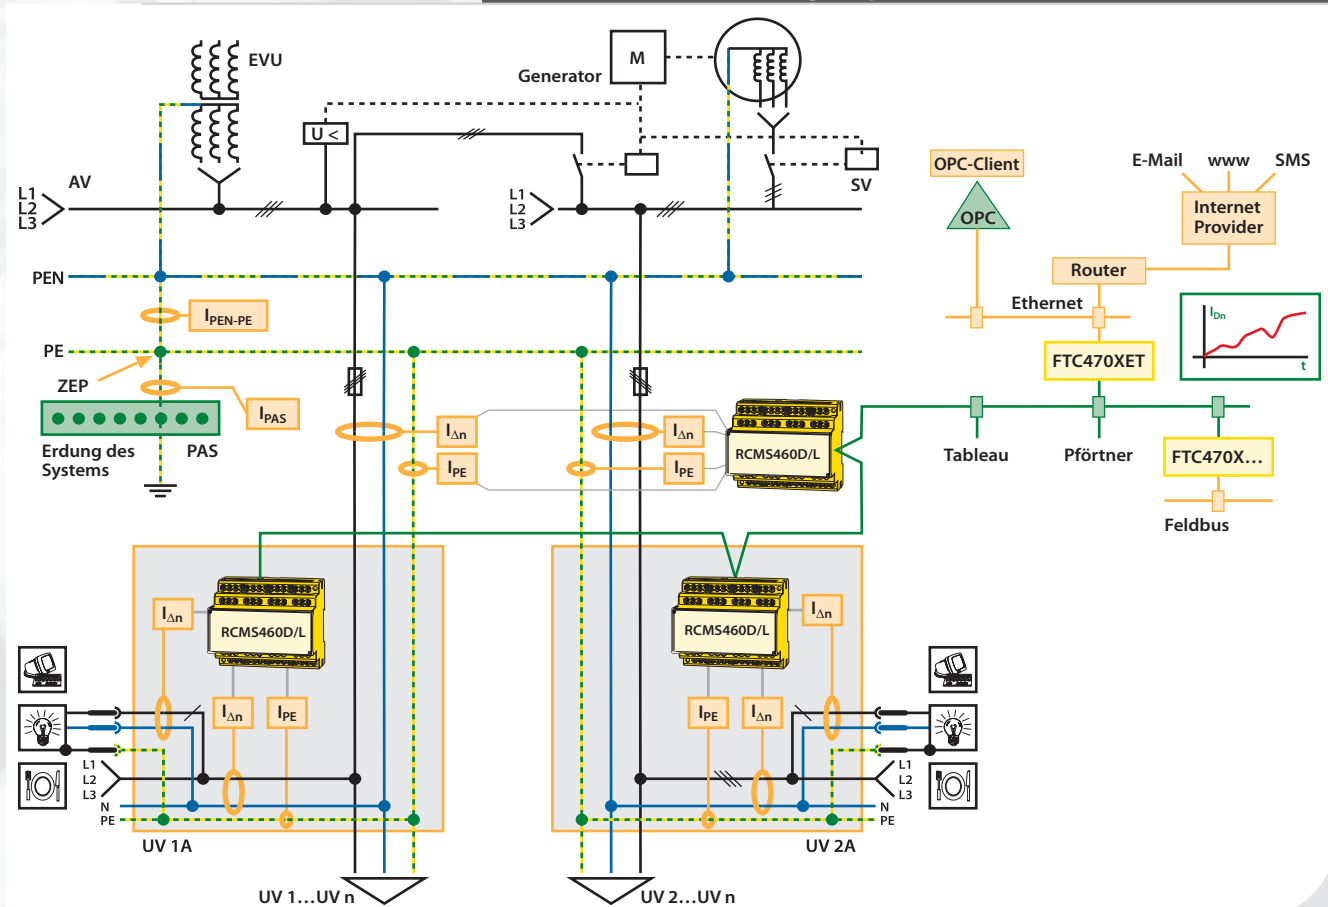 EVU
M
Generator
U <
AV
L1
L2
L3
L1
L2
L3
SV
OPC-Client
OPC
E-Mail
www
SMS
Internet
Provider
Router
Ethernet
PEN
IPEN-PE
PE
ZEP
IPAS
Erdung des
Systems
PAS
IΔn
IPE
IΔn
IPE
RCMS460D/L
FTC470XET
IDn
t
Tableau
Pförtner
FTC470X...
Feldbus
IΔn
RCMS460D/L
IΔn
IPE
L1
L2
L3
N
PE
UV 1A
UV 1...UV n
RCMS460D/L
IΔn
IPE
IΔn
L1
L2
L3
N
PE
UV 2A
UV 2...UV n